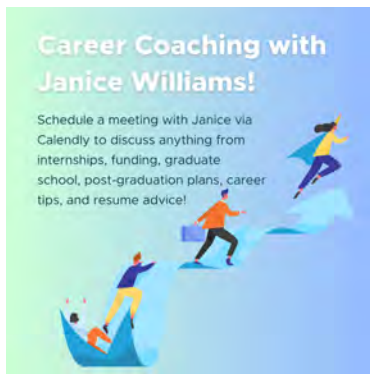 Career Coaching with
Janice Williams!
Schedule a meeting with Janice via
Calendly to discuss anything from
internships, funding, graduate
school, post-graduation plans, career
tips, and resume advice!